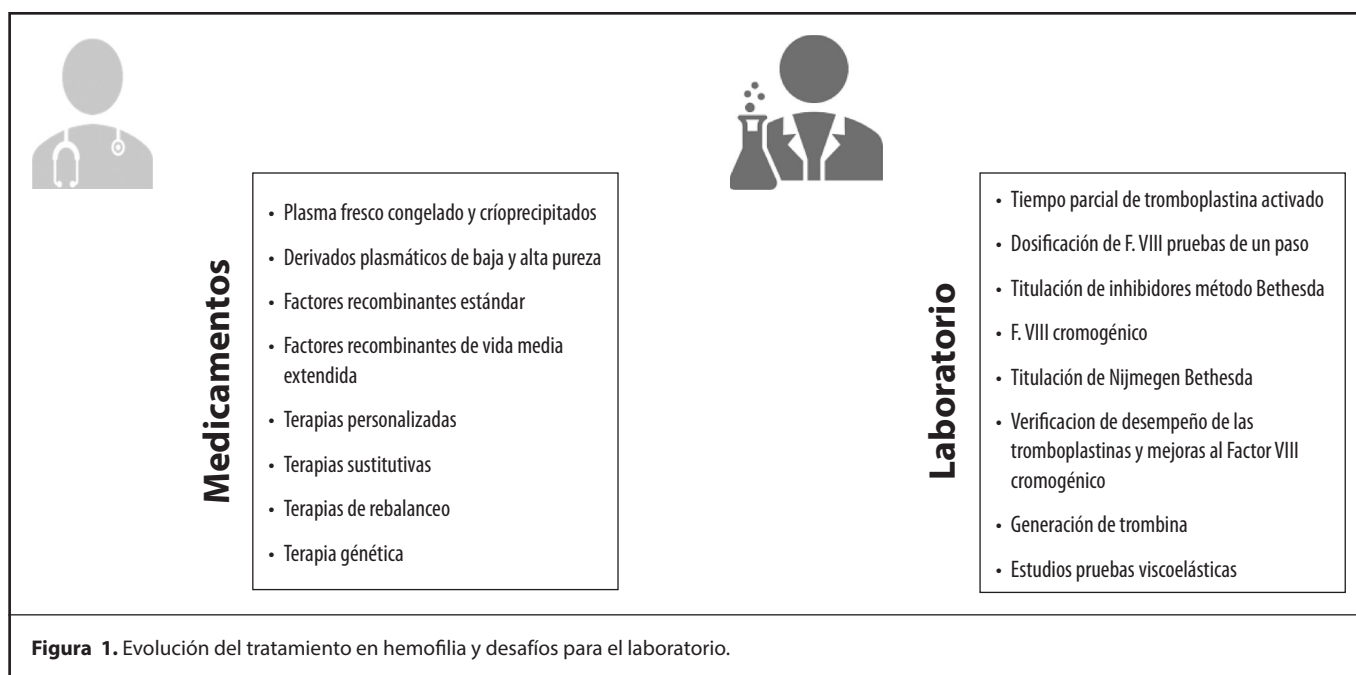 Medicamentos
• Plasma fresco congelado y críoprecipitados
• Derivados plasmáticos de baja y alta pureza
• Factores recombinantes estándar
• Factores recombinantes de vida media
extendida
• Terapias personalizadas
• Terapias sustitutivas
• Terapias de rebalanceo
• Terapia génética
Laboratorio
• Tiempo parcial de tromboplastina activado
• Dosificación de F. VIII pruebas de un paso
• Titulación de inhibidores método Bethesda
• F. VIII cromogénico
• Titulación de Nijmegen Bethesda
• Verificacion de desempeño de las
tromboplastinas y mejoras al Factor VIII
cromogénico
• Generación de trombina
• Estudios pruebas viscoelásticas
Figura 1. Evolución del tratamiento en hemofilia y desafíos para el laboratorio.